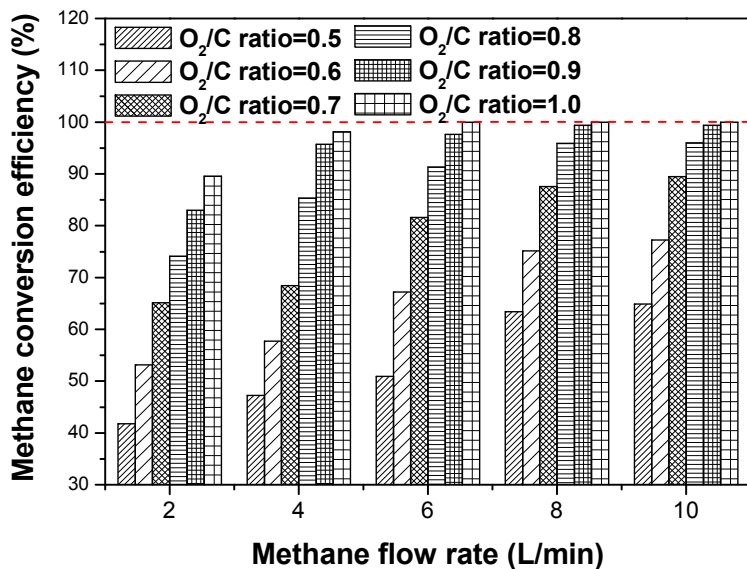 Methane conversion efficiency (%)
120
110
100
90
80
70
60
50
40
30
O₂/C ratio=0.5
O₂/C ratio=0.6
O₂/C ratio=0.7
O₂/C ratio=0.8
O₂/C ratio=0.9
O₂/C ratio=1.0
2 4 6 8 10
Methane flow rate (L/min)